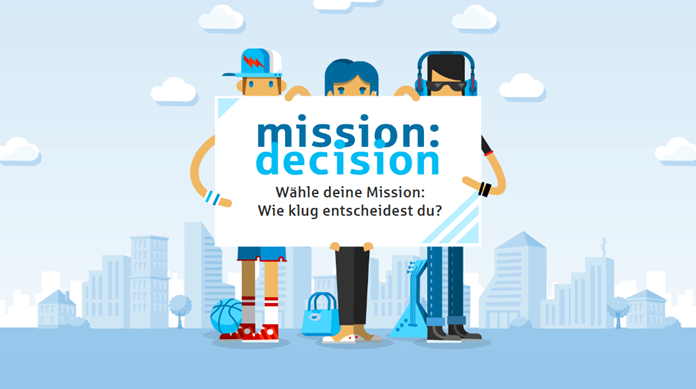 mission:
decision
Wähle deine Mission:
Wie klug entscheidest du?